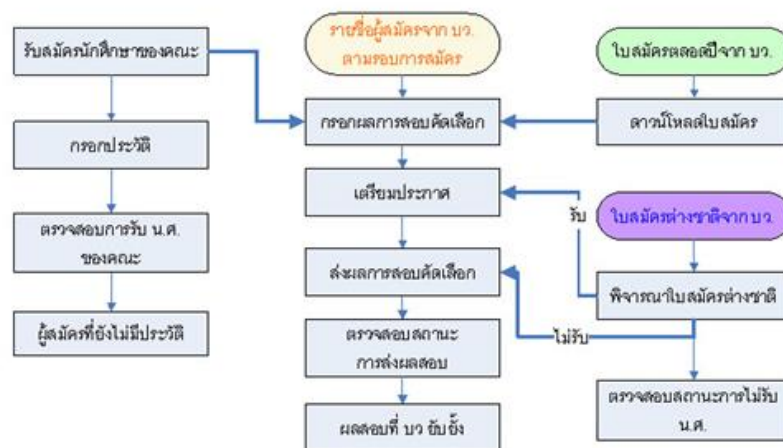 รับสมัครนักศึกษาของคณะ
กรอกประวัติ
ตรวจสอบการรับ น.ศ.
ของคณะ
ผู้สมัครที่ยังไม่มีประวัติ
รายชื่อผู้สมัครจาก บว.
ตามรอบการสมัคร
กรอกผลการสอบคัดเลือก
เตรียมประกาศ
ส่งผลการสอบคัดเลือก
ตรวจสอบสถานะ
การส่งผลสอบ
ผลสอบที่ บว ยับยั้ง
ใบสมัครตลอดปีจาก บว.
ดาวน์โหลดใบสมัคร
รับ
ใบสมัครต่างชาติจาก บว.
พิจารณาใบสมัครต่างชาติ
ไม่รับ
ตรวจสอบสถานะการไม่รับ
น.ศ.